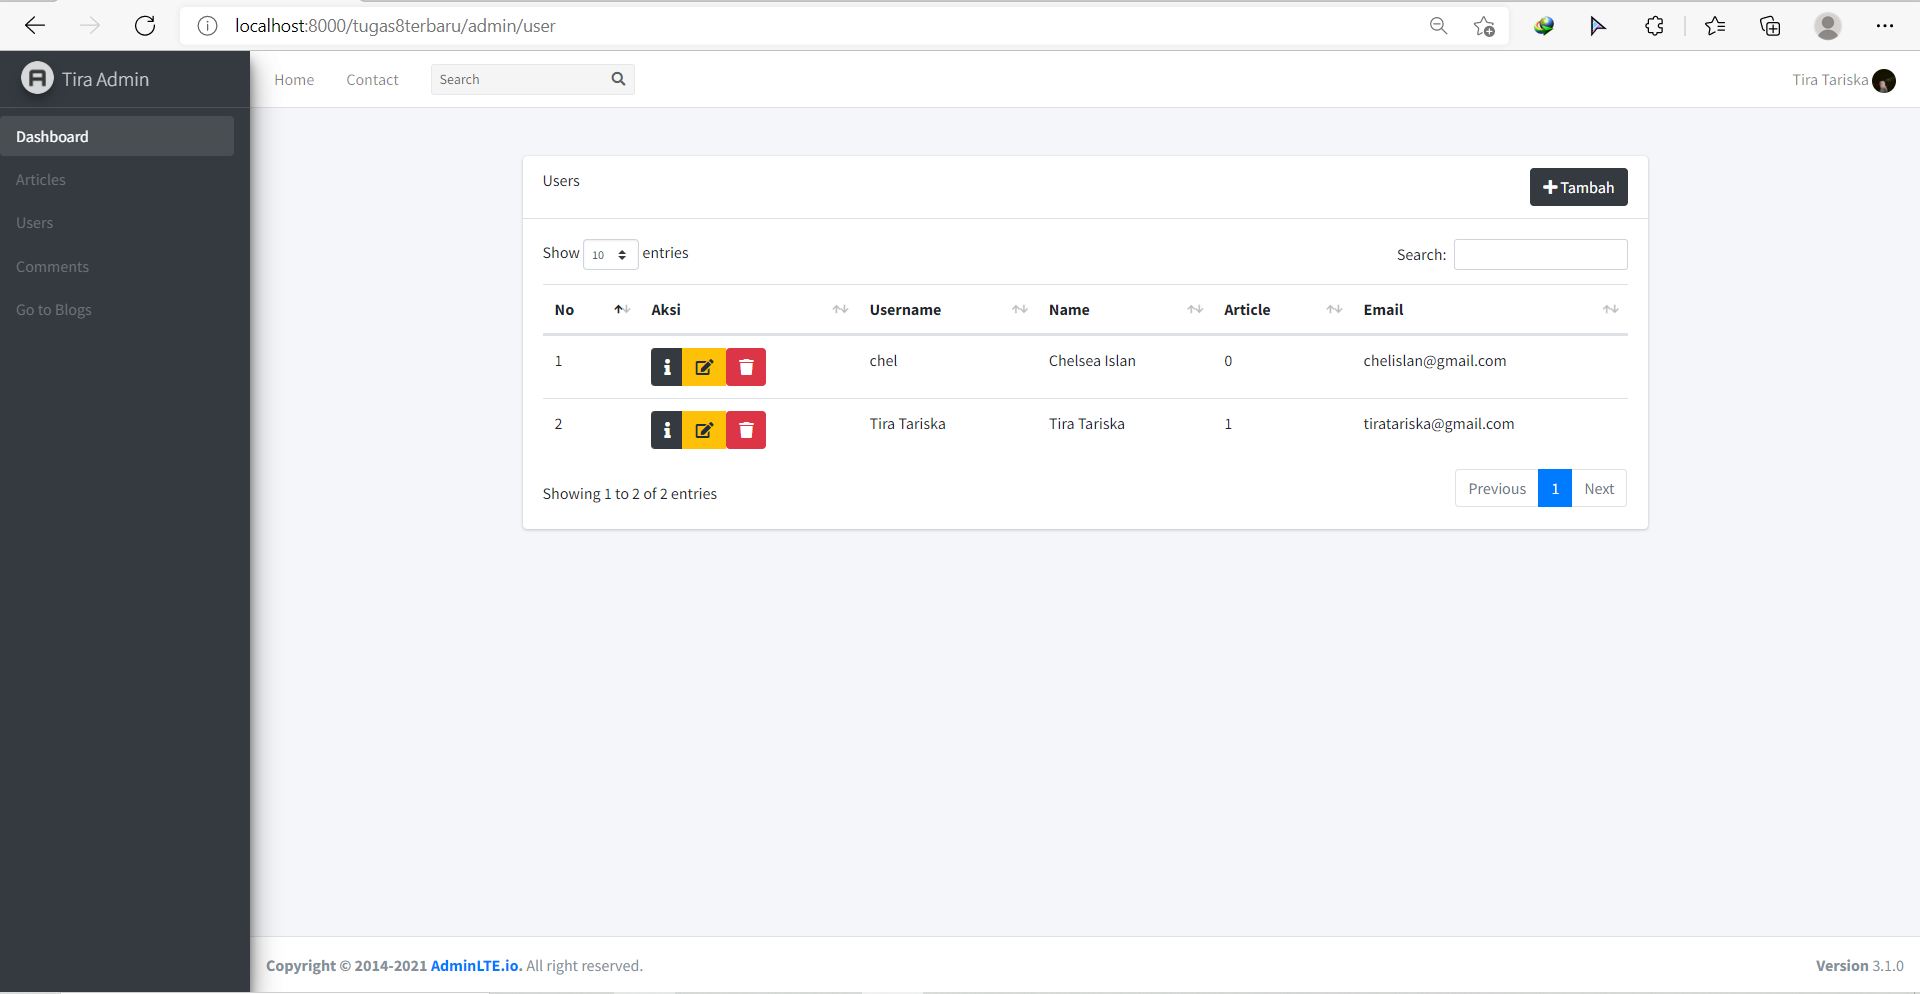 localhost:8000/tugas8terbaru/admin/user
Tira Admin
Home Contact Search Tira Tariska
Dashboard
Articles
Users
Comments
Go to Blogs
Users Tambah
Show 10 entries Search:
No Aksi Username Name Article Email
1 chel Chelsea Islan 0 chelislan@gmail.com
2 Tira Tariska Tira Tariska 1 tiratariska@gmail.com
Showing 1 to 2 of 2 entries Previous 1 Next
Copyright © 2014-2021 AdminLTE.io. All right reserved. Version 3.1.0